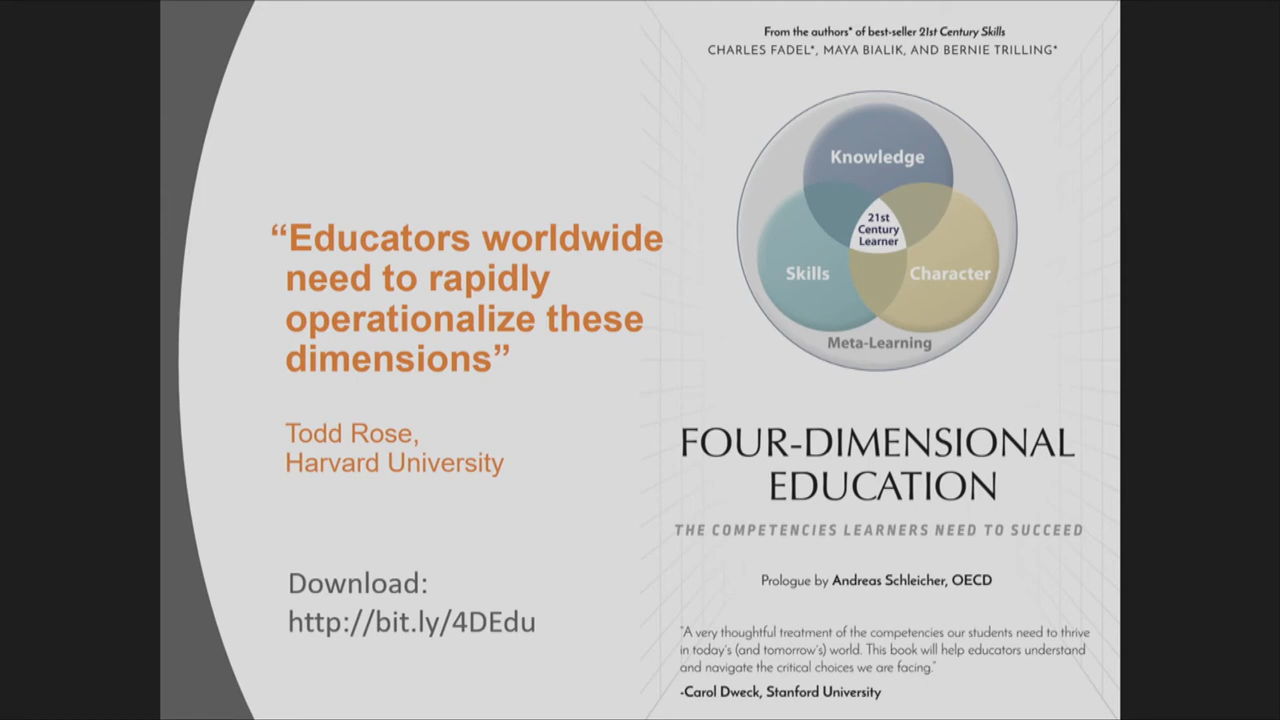 “Educators worldwide
need to rapidly
operationalize these
dimensions”
Todd Rose,
Harvard University
Download:
http://bit.ly/4DEdu
From the authors* of best-seller 21st Century Skills
CHARLES FADEL*, MAYA BIALIK, AND BERNIE TRILLING*
Knowledge
21st
Century
Learner
Skills
Character
Meta-Learning
FOUR-DIMENSIONAL
EDUCATION
THE COMPETENCIES LEARNERS NEED TO SUCCEED
Prologue by Andreas Schleicher, OECD
"A very thoughtful treatment of the competencies our students need to thrive
in today's (and tomorrow's) world. This book will help educators understand
and navigate the critical choices we are facing."
-Carol Dweck, Stanford University